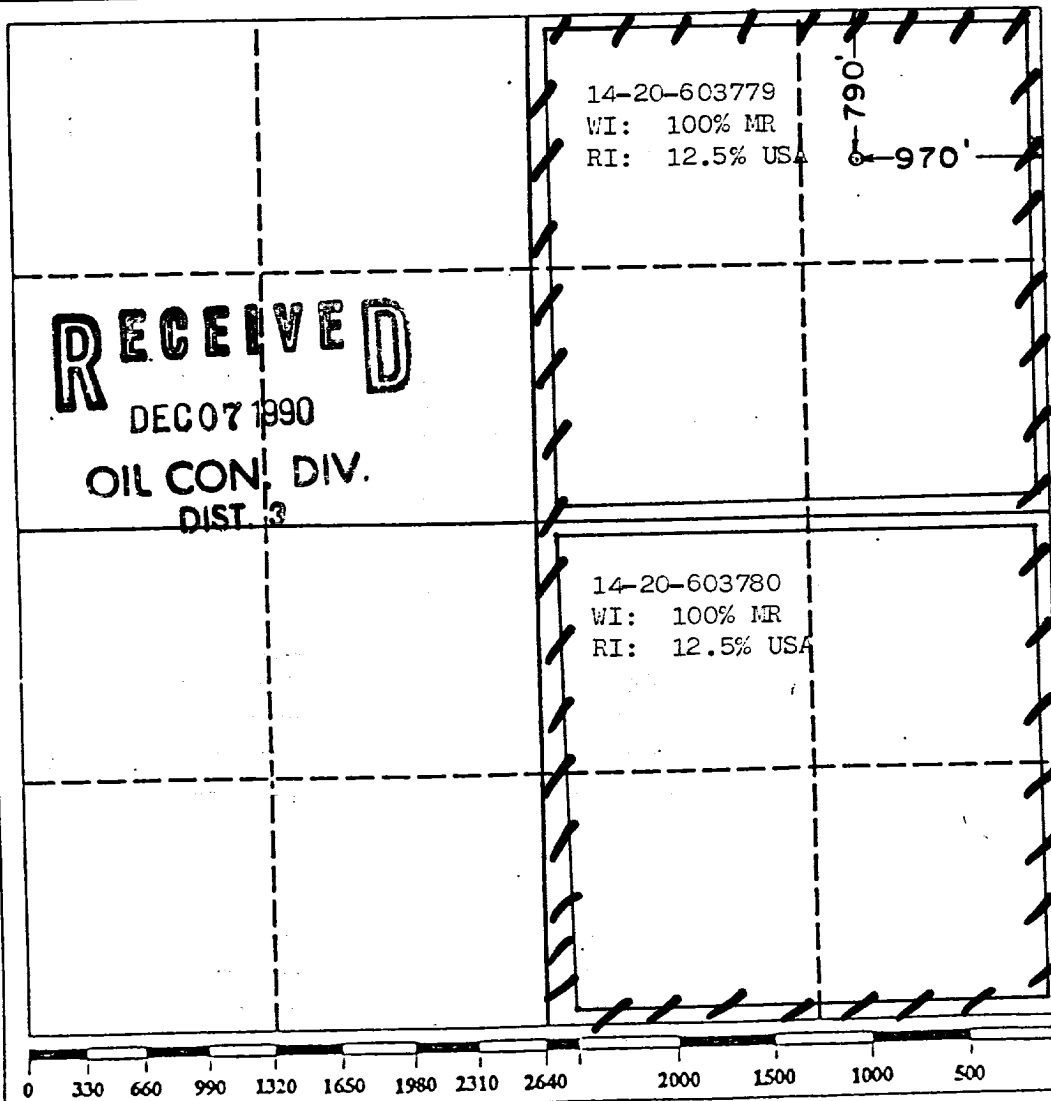 14-20-603779
WI: 100% MR
RI: 12.5% USA
790'
970'
RECEIVED
DEC 07 1990
OIL CON. DIV.
DIST. 3
14-20-603780
WI: 100% MR
RI: 12.5% USA
0 330 660 990 1320 1650 1980 2310 2640 2000 1500 1000 500